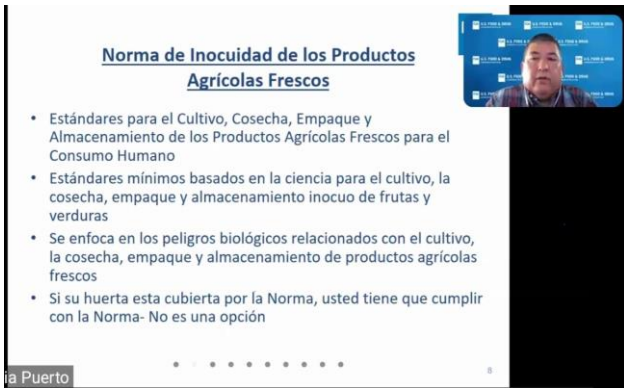 Norma de Inocuidad de los Productos
Agrícolas Frescos
• Estándares para el Cultivo, Cosecha, Empaque y
Almacenamiento de los Productos Agrícolas Frescos para el
Consumo Humano
• Estándares mínimos basados en la ciencia para el cultivo, la
cosecha, empaque y almacenamiento inocuo de frutas y
verduras
• Se enfoca en los peligros biológicos relacionados con el cultivo,
la cosecha, empaque y almacenamiento de productos agrícolas
frescos
• Si su huerta esta cubierta por la Norma, usted tiene que cumplir
con la Norma- No es una opción
8
ia Puerto
U.S. FOOD & DRUG